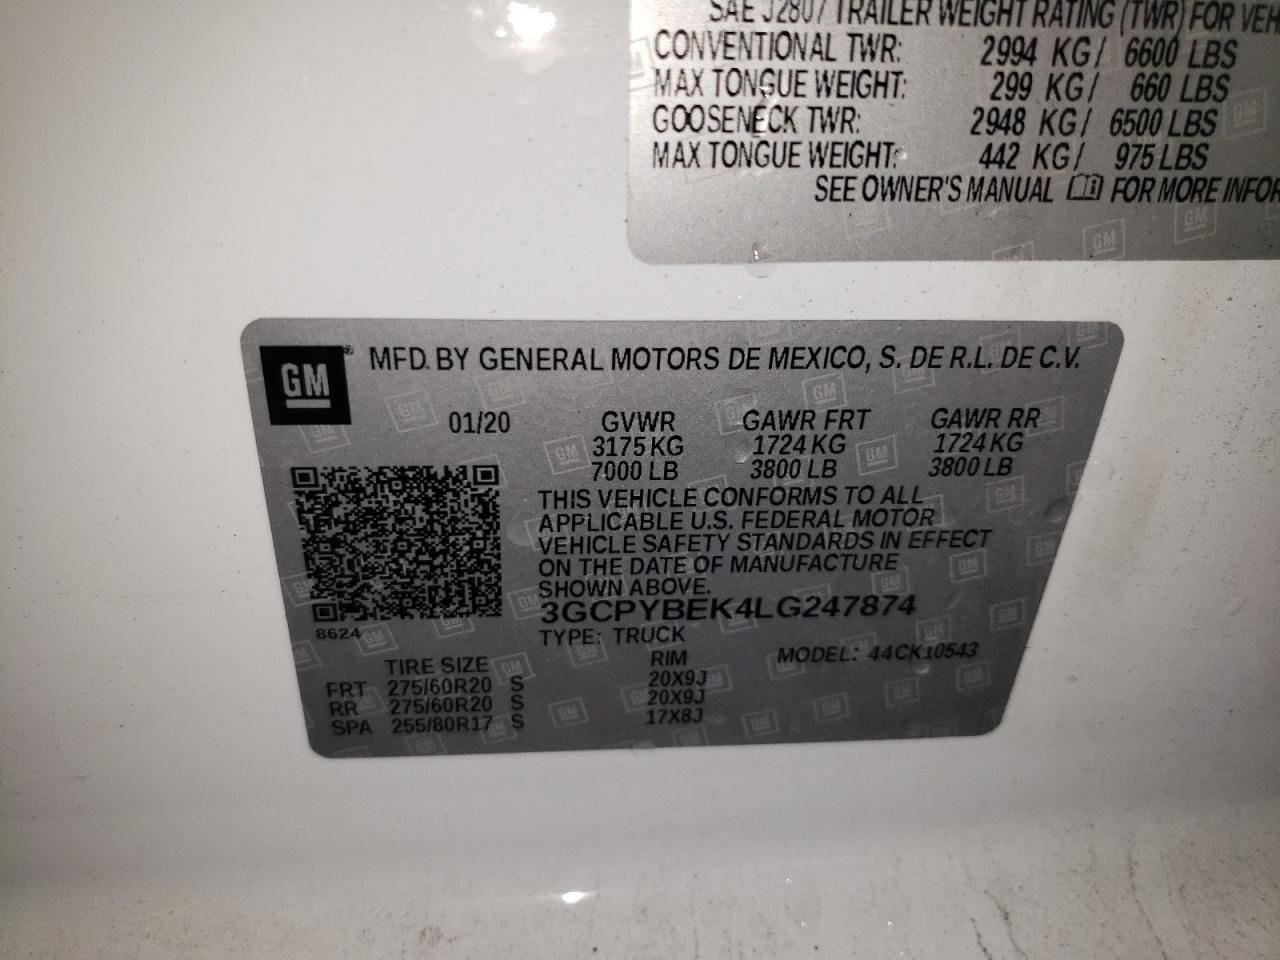 SAE J2807 TRAILER WEIGHT RATING (TWR) FOR VEH
CONVENTIONAL TWR: 2994 KG/ 6600 LBS
MAX TONGUE WEIGHT: 299 KG/ 660 LBS
GOOSENECK TWR: 2948 KG/ 6500 LBS
MAX TONGUE WEIGHT: 442 KG/ 975 LBS
SEE OWNER'S MANUAL FOR MORE INFOR
GM® MFD. BY GENERAL MOTORS DE MEXICO, S. DE R.L. DE C.V.
01/20 GVWR GAWR FRT GAWR RR
3175 KG 1724 KG 1724 KG
7000 LB 3800 LB 3800 LB
THIS VEHICLE CONFORMS TO ALL
APPLICABLE U.S. FEDERAL MOTOR
VEHICLE SAFETY STANDARDS IN EFFECT
ON THE DATE OF MANUFACTURE
SHOWN ABOVE.
3GCPYBEK4LG247874
8624
TYPE: TRUCK
MODEL: 44CK10543
TIRE SIZE RIM
FRT 275/60R20 S 20X9J
RR 275/60R20 S 20X9J
SPA 255/80R17 S 17X8J